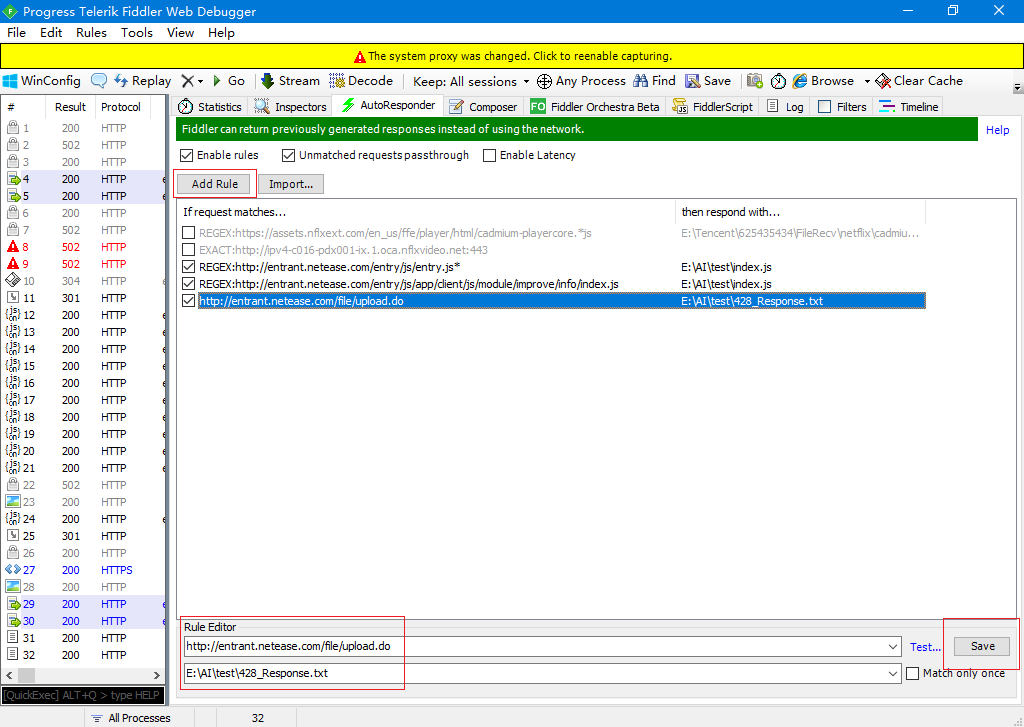 Progress Telerik Fiddler Web Debugger
File Edit Rules Tools View Help
The system proxy was changed. Click to reenable capturing.
WinConfig Replay Go Stream Decode Keep: All sessions Any Process Find Save Browse Clear Cache
# Result Protocol
Statistics Inspectors AutoResponder Composer FO Fiddler Orchestra Beta FiddlerScript Log Filters Timeline
Fiddler can return previously generated responses instead of using the network.
Help
Enable rules Unmatched requests passthrough Enable Latency
Add Rule Import...
If request matches... then respond with...
REGEX:https://assets.nflxext.com/en_us/ffe/player/html/cadmium-playercore.*js E:\Tencent\625435434\FileRecv\netflix\cadmiu...
EXACT:http://ipv4-c016-pdx001-ix.1.oca.nflxvideo.net:443
REGEX:http://entrant.netease.com/entry/js/entry.js* E:\AI\test\index.js
REGEX:http://entrant.netease.com/entry/js/app/client/js/module/improve/info/index.js E:\AI\test\index.js
http://entrant.netease.com/file/upload.do E:\AI\test\428_Response.txt
1 200 HTTP
2 502 HTTP
3 200 HTTP
4 200 HTTP e
5 200 HTTP e
6 200 HTTP
7 502 HTTP
8 502 HTTP
9 502 HTTP
10 304 HTTP e
11 301 HTTP
12 200 HTTP e
13 200 HTTP e
14 200 HTTP e
15 200 HTTP e
16 200 HTTP e
17 200 HTTP e
18 200 HTTP e
19 200 HTTP e
20 200 HTTP e
21 200 HTTP e
22 502 HTTP
23 200 HTTP
24 200 HTTP e
25 301 HTTP
26 200 HTTP
27 200 HTTPS
28 200 HTTP
29 200 HTTP e
30 200 HTTP e
31 200 HTTP
32 200 HTTP
Rule Editor
http://entrant.netease.com/file/upload.do
Test...
Save
E:\AI\test\428_Response.txt
Match only once
[QuickExec] ALT+Q > type HELP
All Processes 32